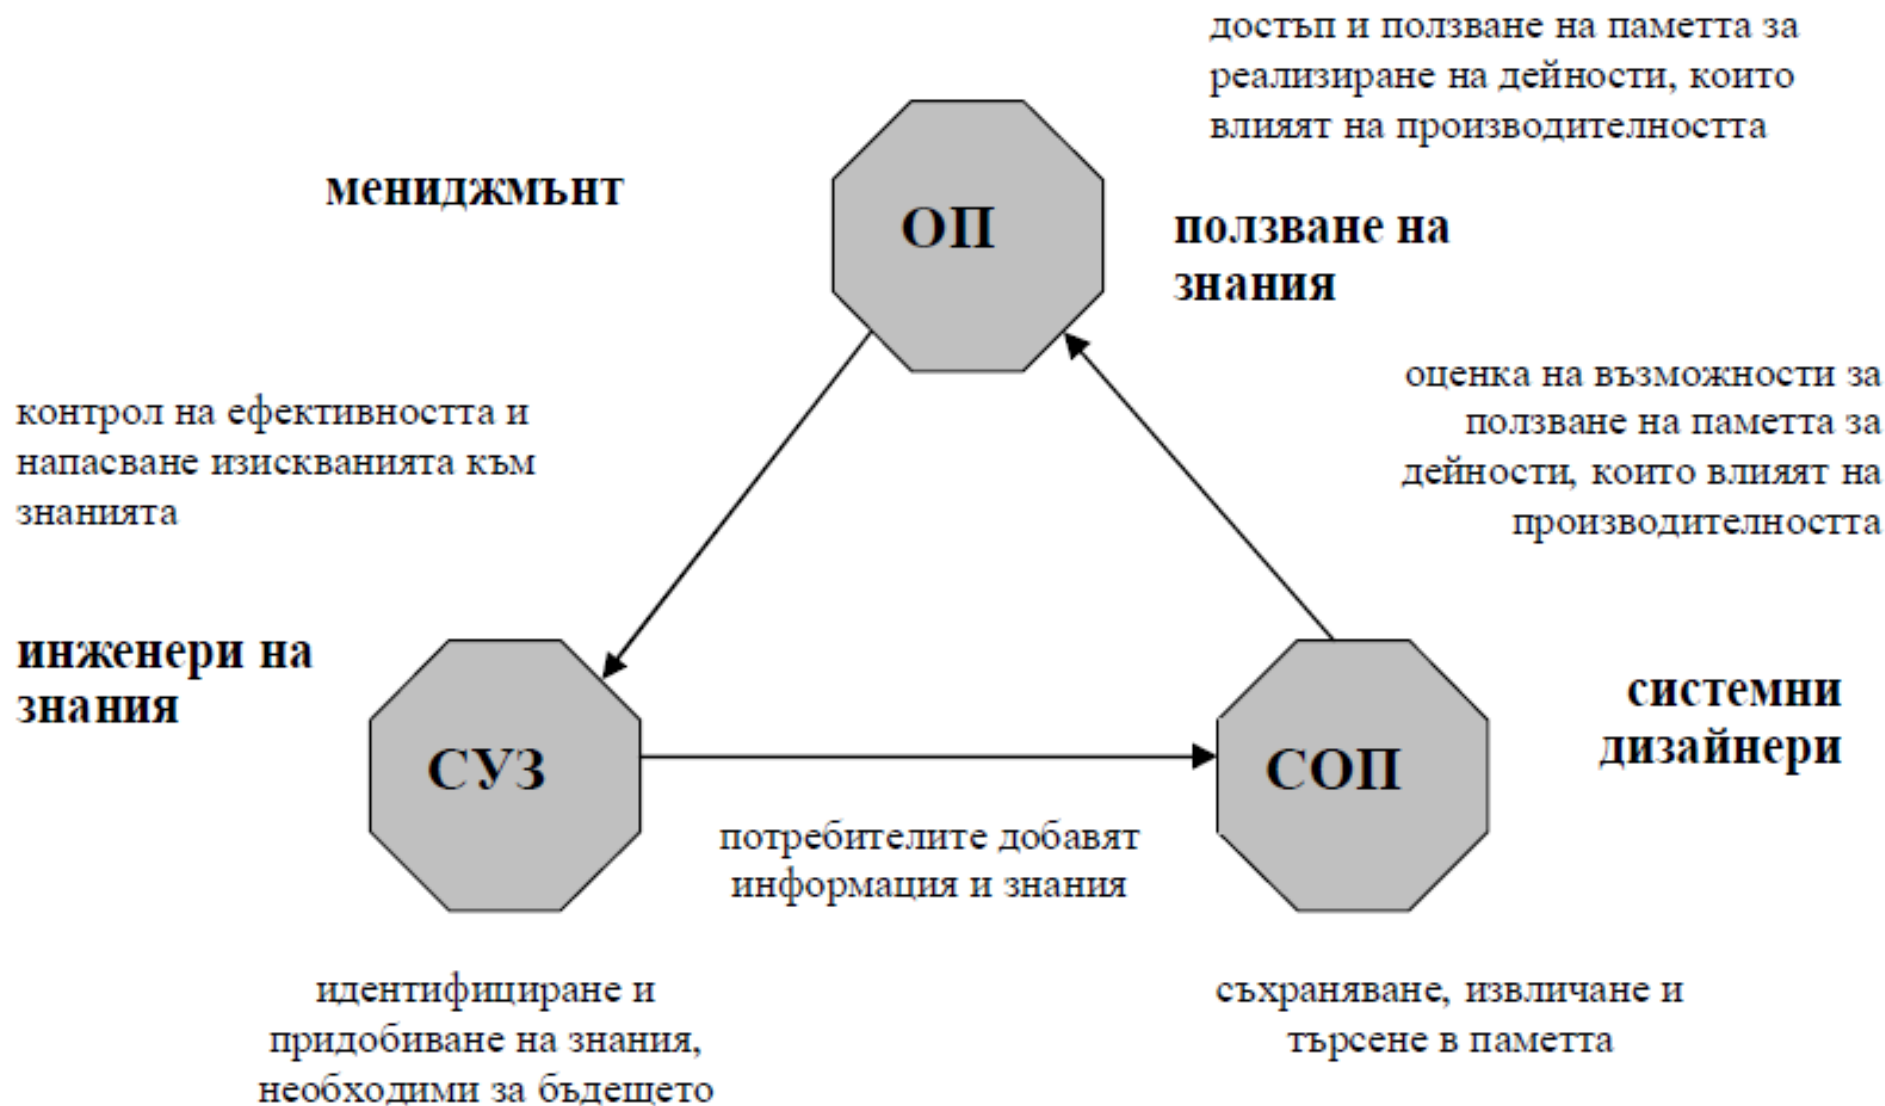 достъп и ползване на паметта за
реализиране на дейности, които
влияят на производителността
мениджмънт
ОП
ползване на
знания
контрол на ефективността и
напасване изискванията към
знанията
оценка на възможности за
ползване на паметта за
дейности, които влияят на
производителността
инженери на
знания
СУЗ
СОП
системни
дизайнери
потребителите добавят
информация и знания
идентифициране и
придобиване на знания,
необходими за бъдещето
съхраняване, извличане и
търсене в паметта